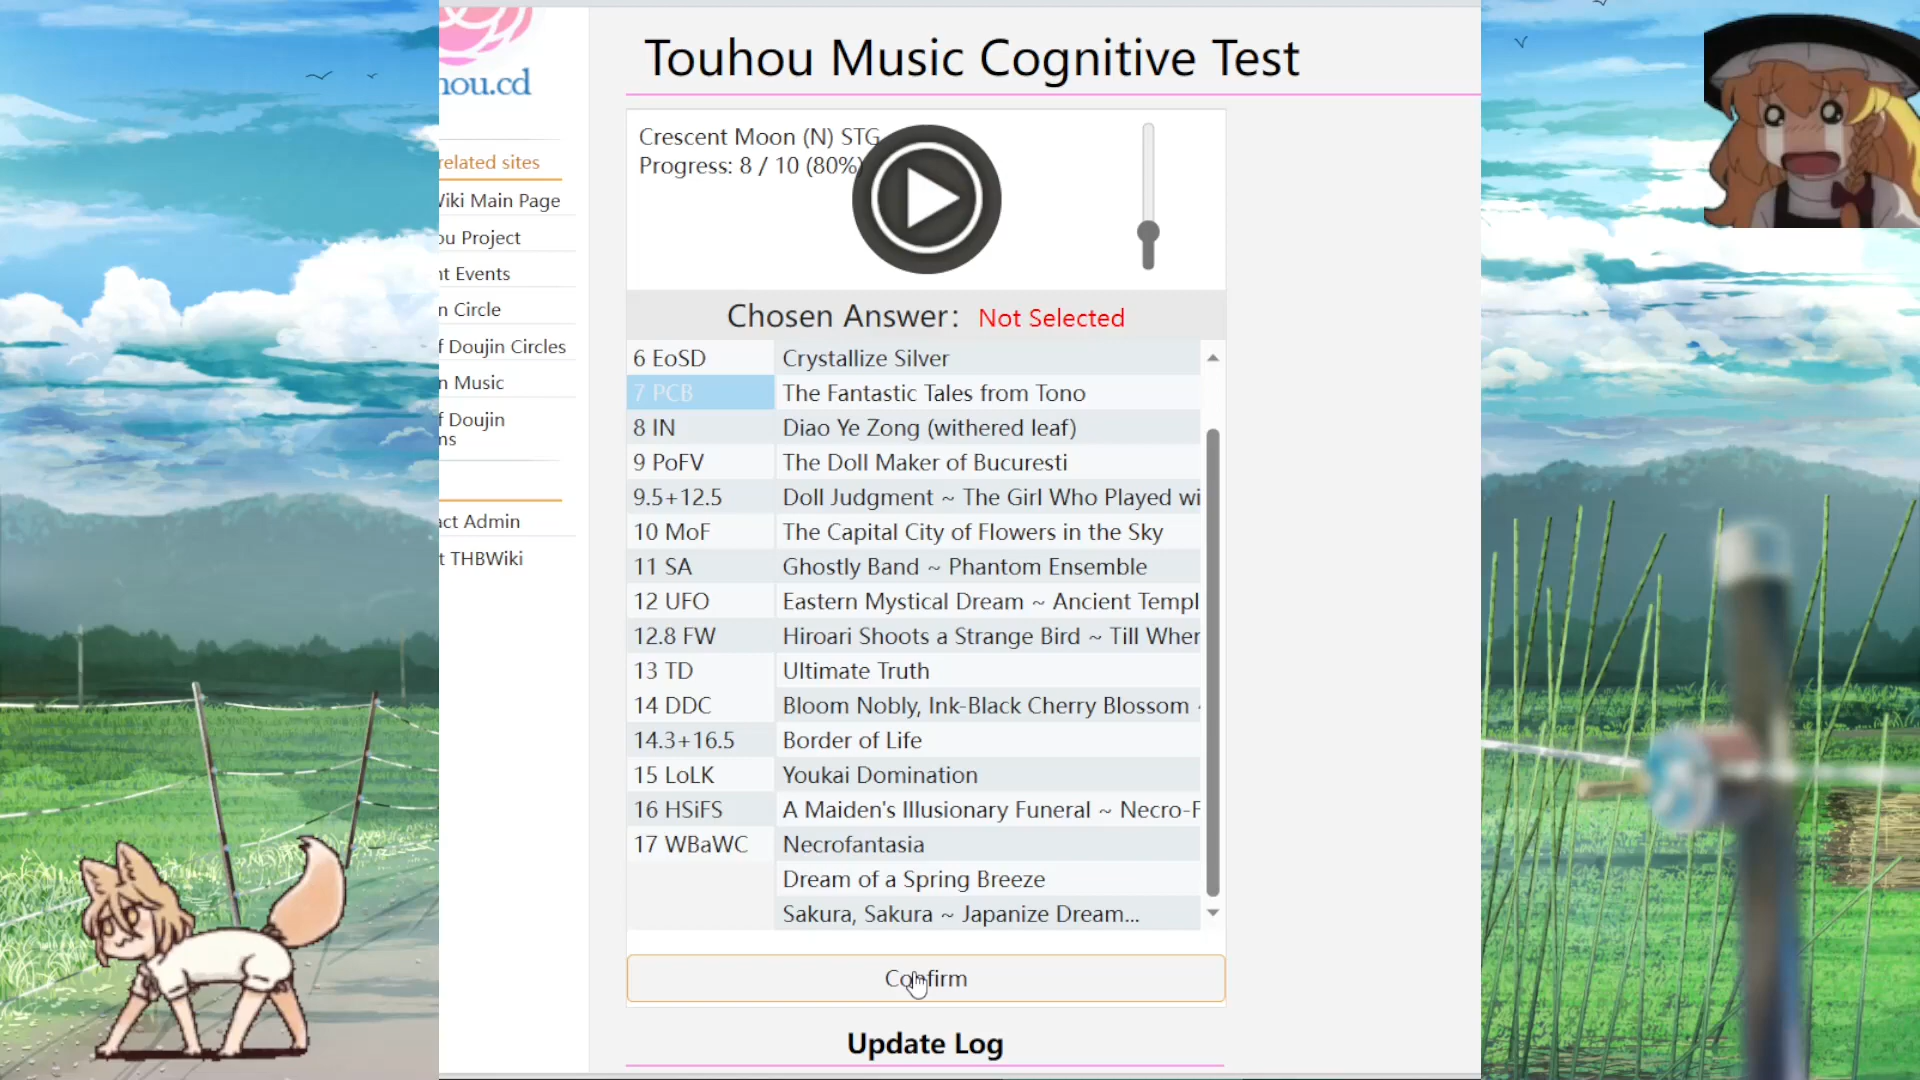 Touhou Music Cognitive Test
hou.cd
related sites
Wiki Main Page
ou Project
nt Events
n Circle
f Doujin Circles
n Music
f Doujin
ms
act Admin
t THBWiki
Crescent Moon (N) STG
Progress: 8 / 10 (80%)
Chosen Answer: Not Selected
6 EoSD
Crystallize Silver
7 PCB
The Fantastic Tales from Tono
8 IN
Diao Ye Zong (withered leaf)
9 PoFV
The Doll Maker of Bucuresti
9.5+12.5
Doll Judgment ~ The Girl Who Played wi
10 MoF
The Capital City of Flowers in the Sky
11 SA
Ghostly Band ~ Phantom Ensemble
12 UFO
Eastern Mystical Dream ~ Ancient Templ
12.8 FW
Hiroari Shoots a Strange Bird ~ Till Wher
13 TD
Ultimate Truth
14 DDC
Bloom Nobly, Ink-Black Cherry Blossom
14.3+16.5
Border of Life
15 LoLK
Youkai Domination
16 HSiFS
A Maiden's Illusionary Funeral ~ Necro-F
17 WBaWC
Necrofantasia
Dream of a Spring Breeze
Sakura, Sakura ~ Japanize Dream...
Confirm
Update Log